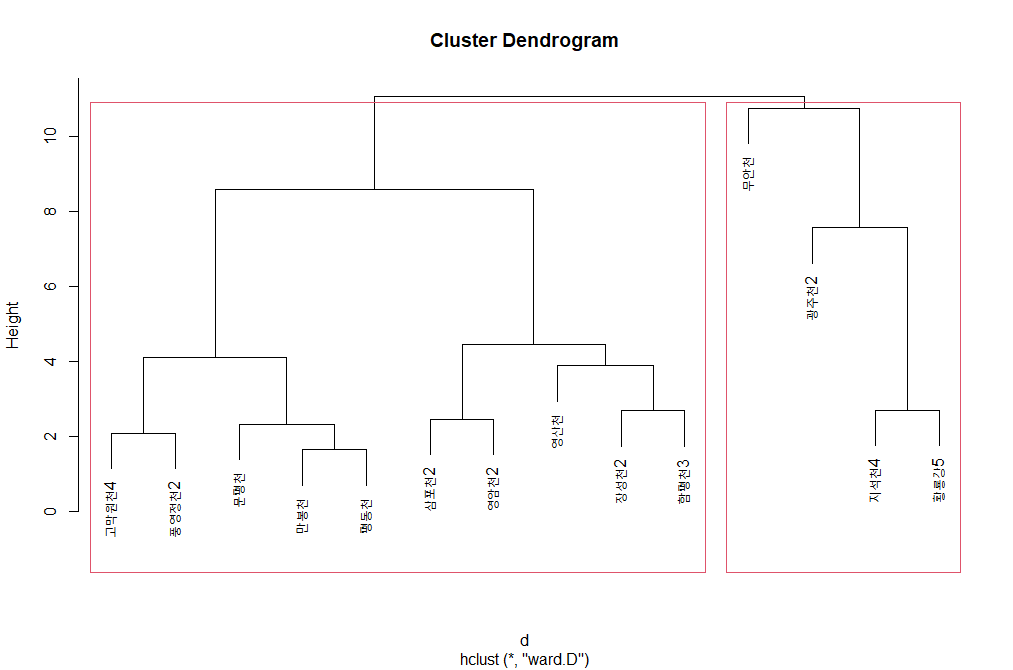 Cluster Dendrogram
Height
10
8
6
4
2
0
고막원천4
풍영정천2
문평천
만봉천
평동천
삼포천2
영암천2
영산천
장성천2
함평천3
무안천
광주천2
지석천4
황룡강5
d
hclust (*, "ward.D")